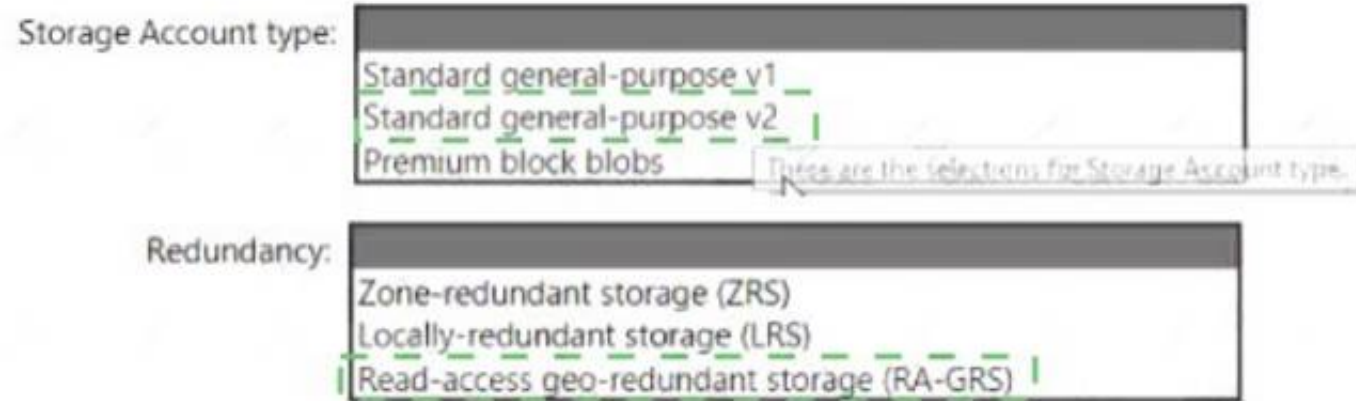 Storage Account type:
Standard general-purpose v1
Standard general-purpose v2
Premium block blobs
These are the selections for Storage Account type.
Redundancy:
Zone-redundant storage (ZRS)
Locally-redundant storage (LRS)
Read-access geo-redundant storage (RA-GRS)